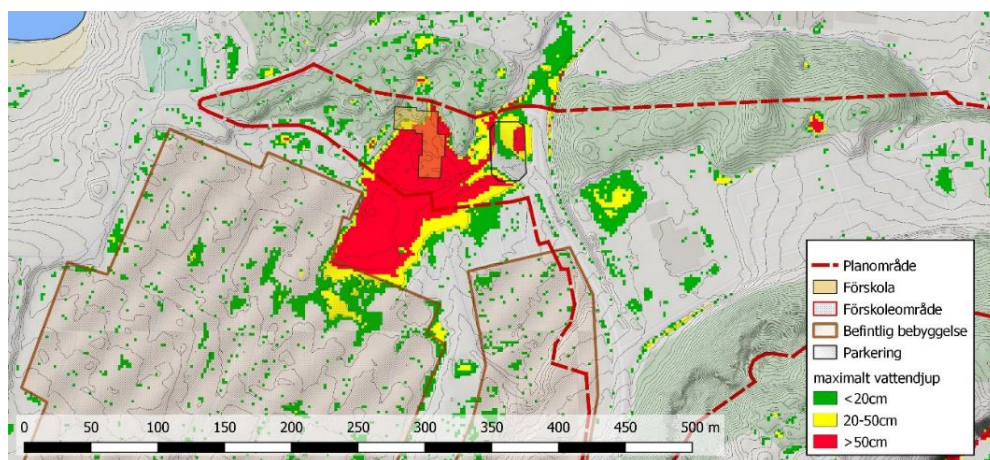 Planområde
Förskola
Förskoleområde
Befintlig bebyggelse
Parkering
maximalt vattendjup
<20cm
20-50cm
>50cm
0 50 100 150 200 250 300 350 400 500 m